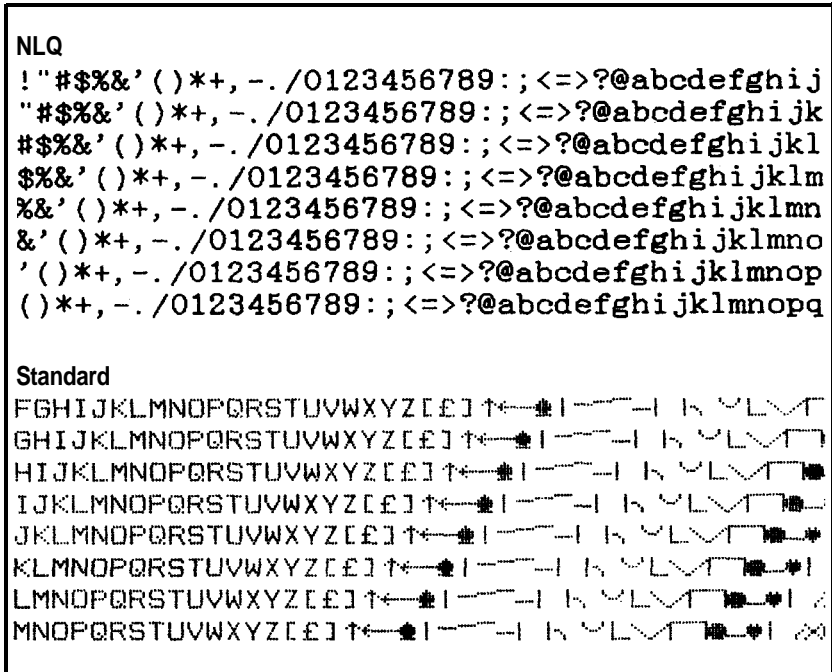 NLQ
!"#$%&'()*+,-./0123456789:;<=>?@abcdefghij
"#$%&'()*+,-./0123456789:;<=>?@abcdefghijk
#$%&'()*+,-./0123456789:;<=>?@abcdefghijkl
$%&'()*+,-./0123456789:;<=>?@abcdefghijklm
%&'()*+,-./0123456789:;<=>?@abcdefghijklmn
&'()*+,-./0123456789:;<=>?@abcdefghijklmno
'()*+,-./0123456789:;<=>?@abcdefghijklmnop
()*+,-./0123456789:;<=>?@abcdefghijklmnopq
Standard
FGHIJKLMNOPQRSTUVWXYZ[£]↑←
GHIJKLMNOPQRSTUVWXYZ[£]↑←
HIJKLMNOPQRSTUVWXYZ[£]↑←
IJKLMNOPQRSTUVWXYZ[£]↑←
JKLMNOPQRSTUVWXYZ[£]↑←
KLMNOPQRSTUVWXYZ[£]↑←
LMNOPQRSTUVWXYZ[£]↑←
MNOPQRSTUVWXYZ[£]↑←